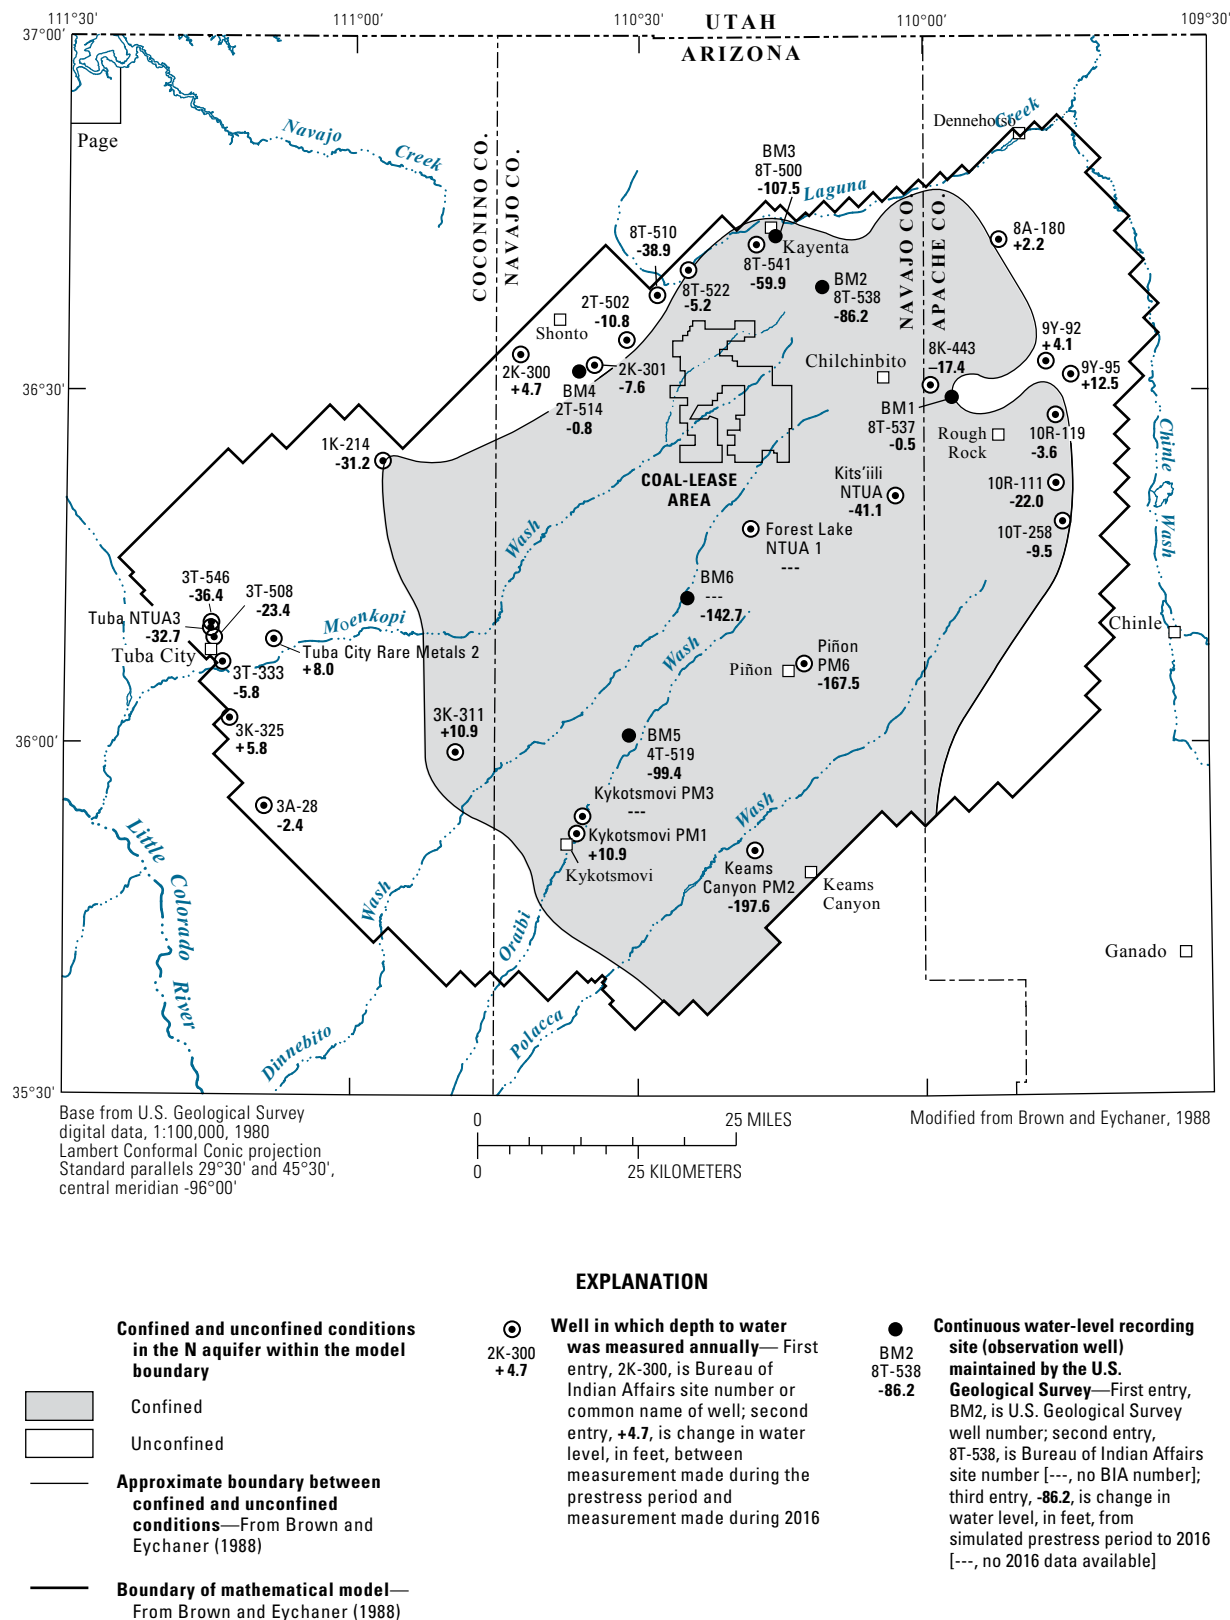 111°30'
111°00'
110°30'
110°00'
109°30'
37°00'
UTAH
ARIZONA
Page
Navajo
Creek
COCONINO CO.
NAVAJO CO.
Dennehotso
Creek
Laguna
BM3
8T-500
-107.5
Kayenta
NAVAJO CO.
APACHE CO.
8A-180
+2.2
8T-510
-38.9
8T-541
-59.9
8T-522
-5.2
BM2
8T-538
-86.2
2T-502
-10.8
Shonto
2K-300
+4.7
2K-301
-7.6
BM4
2T-514
-0.8
Chilchinbito
8K-443
–17.4
9Y-92
+4.1
9Y-95
+12.5
36°30'
BM1
8T-537
-0.5
Rough
Rock
10R-119
-3.6
Chinle
Wash
1K-214
-31.2
COAL-LEASE
AREA
Kits'iili
NTUA
-41.1
10R-111
-22.0
10T-258
-9.5
Wash
Forest Lake
NTUA 1
---
3T-546
-36.4
3T-508
-23.4
Tuba NTUA3
-32.7
Tuba City
Moenkopi
Tuba City Rare Metals 2
+8.0
3T-333
-5.8
BM6
---
-142.7
Wash
Chinle
Piñon
Piñon
PM6
-167.5
3K-325
+5.8
3K-311
+10.9
36°00'
BM5
4T-519
-99.4
3A-28
-2.4
Kykotsmovi PM3
---
Kykotsmovi PM1
+10.9
Kykotsmovi
Wash
Keams
Canyon PM2
-197.6
Keams
Canyon
Little
Colorado
River
Wash
Oraibi
Ganado
Dinnebito
Polacca
35°30'
Base from U.S. Geological Survey
digital data, 1:100,000, 1980
Lambert Conformal Conic projection
Standard parallels 29°30' and 45°30',
central meridian -96°00'
0
25 MILES
0
25 KILOMETERS
Modified from Brown and Eychaner, 1988
EXPLANATION
Confined and unconfined conditions
in the N aquifer within the model
boundary
Confined
Unconfined
Approximate boundary between
confined and unconfined
conditions—From Brown and
Eychaner (1988)
Boundary of mathematical model—
From Brown and Eychaner (1988)
2K-300
+4.7
Well in which depth to water
was measured annually— First
entry, 2K-300, is Bureau of
Indian Affairs site number or
common name of well; second
entry, +4.7, is change in water
level, in feet, between
measurement made during the
prestress period and
measurement made during 2016
BM2
8T-538
-86.2
Continuous water-level recording
site (observation well)
maintained by the U.S.
Geological Survey—First entry,
BM2, is U.S. Geological Survey
well number; second entry,
8T-538, is Bureau of Indian Affairs
site number [---, no BIA number];
third entry, -86.2, is change in
water level, in feet, from
simulated prestress period to 2016
[---, no 2016 data available]